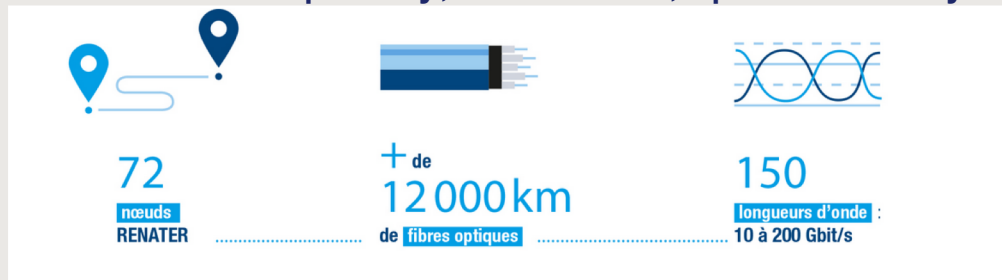 72
nœuds
RENATER
+ de
12 000 km
de fibres optiques
150
longueurs d'onde :
10 à 200 Gbit/s